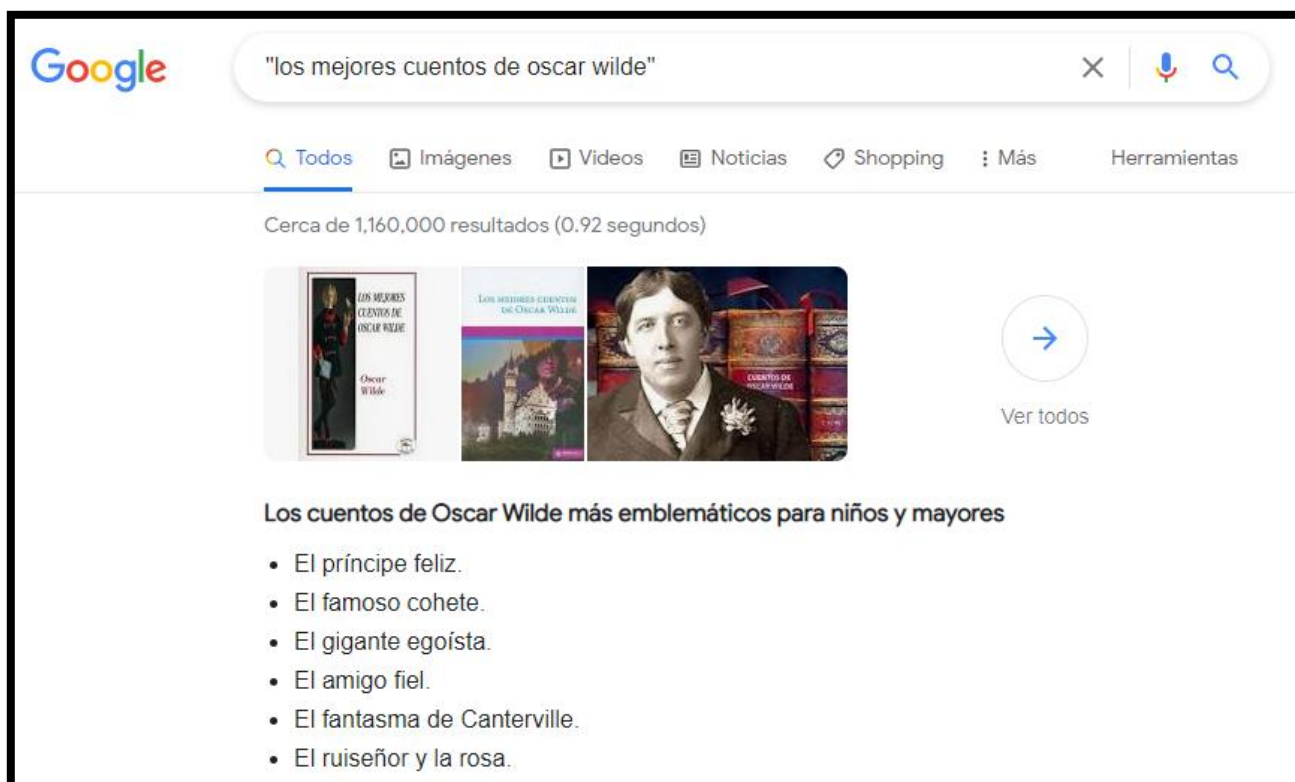 Google
"los mejores cuentos de oscar wilde"
Todos Imágenes Videos Noticias Shopping Más Herramientas
Cerca de 1,160,000 resultados (0.92 segundos)
LOS MEJORES
CUENTOS DE
OSCAR WILDE
Oscar
Wilde
LOS MEJORES CUENTOS
DE OSCAR WILDE
CUENTOS DE
OSCAR WILDE
Ver todos
Los cuentos de Oscar Wilde más emblemáticos para niños y mayores
• El príncipe feliz.
• El famoso cohete.
• El gigante egoísta.
• El amigo fiel.
• El fantasma de Canterville.
• El ruiseñor y la rosa.